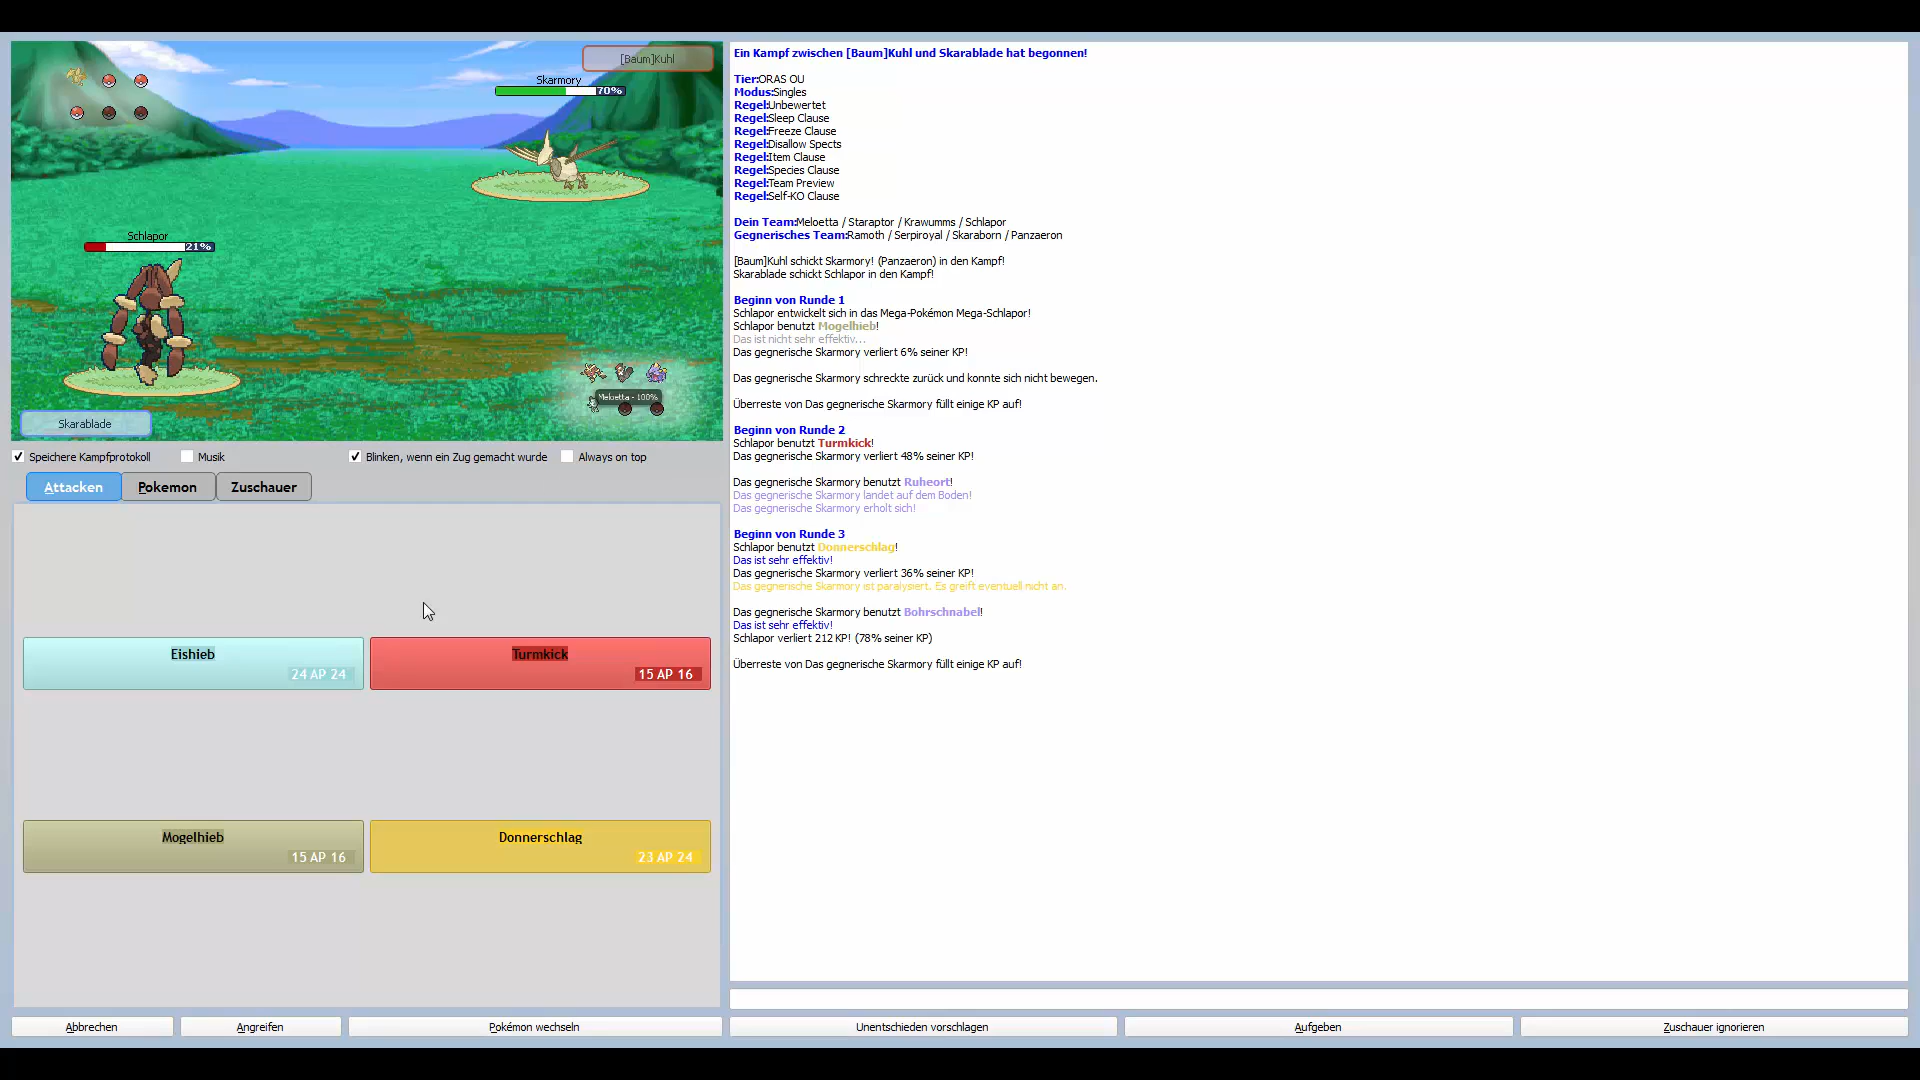 [Baum]Kuhl
Skarmory
70%
Schlapor
21%
Meloetta - 100%
Skarablade
Speichere Kampfprotokoll
Musik
Blinken, wenn ein Zug gemacht wurde
Always on top
Attacken
Pokemon
Zuschauer
Eishieb
24 AP 24
Turmkick
15 AP 16
Mogelhieb
15 AP 16
Donnerschlag
23 AP 24
Abbrechen
Angreifen
Pokémon wechseln
Ein Kampf zwischen [Baum]Kuhl und Skarablade hat begonnen!
Tier:ORAS OU
Modus:Singles
Regel:Unbewertet
Regel:Sleep Clause
Regel:Freeze Clause
Regel:Disallow Spects
Regel:Item Clause
Regel:Species Clause
Regel:Team Preview
Regel:Self-KO Clause
Dein Team:Meloetta / Staraptor / Krawumms / Schlapor
Gegnerisches Team:Ramoth / Serpiroyal / Skaraborn / Panzaeron
[Baum]Kuhl schickt Skarmory! (Panzaeron) in den Kampf!
Skarablade schickt Schlapor in den Kampf!
Beginn von Runde 1
Schlapor entwickelt sich in das Mega-Pokémon Mega-Schlapor!
Schlapor benutzt Mogelhieb!
Das ist nicht sehr effektiv...
Das gegnerische Skarmory verliert 6% seiner KP!
Das gegnerische Skarmory schreckte zurück und konnte sich nicht bewegen.
Überreste von Das gegnerische Skarmory füllt einige KP auf!
Beginn von Runde 2
Schlapor benutzt Turmkick!
Das gegnerische Skarmory verliert 48% seiner KP!
Das gegnerische Skarmory benutzt Ruheort!
Das gegnerische Skarmory landet auf dem Boden!
Das gegnerische Skarmory erholt sich!
Beginn von Runde 3
Schlapor benutzt Donnerschlag!
Das ist sehr effektiv!
Das gegnerische Skarmory verliert 36% seiner KP!
Das gegnerische Skarmory ist paralysiert. Es greift eventuell nicht an.
Das gegnerische Skarmory benutzt Bohrschnabel!
Das ist sehr effektiv!
Schlapor verliert 212 KP! (78% seiner KP)
Überreste von Das gegnerische Skarmory füllt einige KP auf!
Unentschieden vorschlagen
Aufgeben
Zuschauer ignorieren